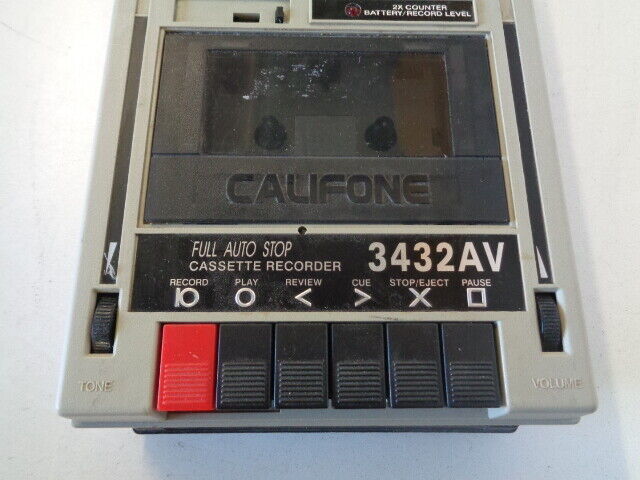 2X COUNTER
BATTERY/RECORD LEVEL
CALIFONE
FULL AUTO STOP
CASSETTE RECORDER
3432AV
RECORD PLAY REVIEW CUE STOP/EJECT PAUSE
TONE
VOLUME